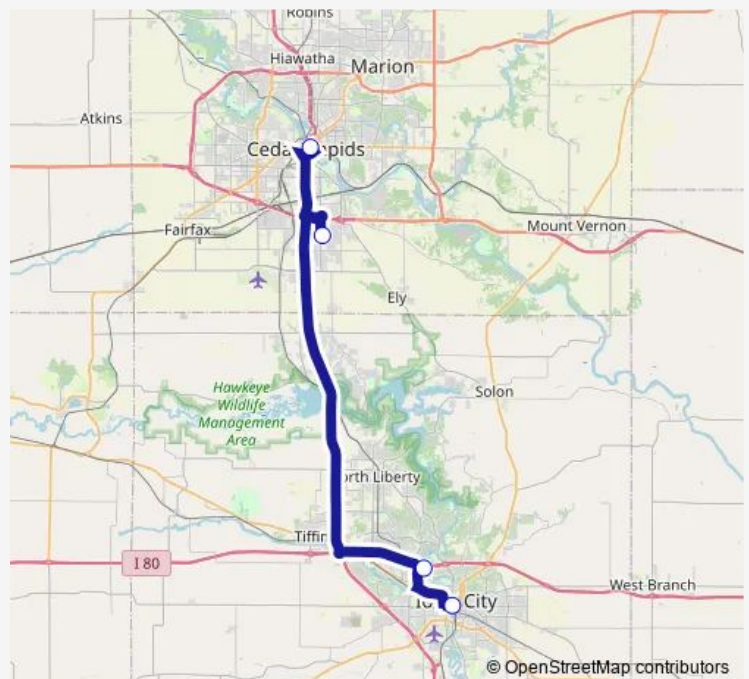 Robins
Hiawatha
Marion
Atkins
Cedar Rapids
Fairfax
Mount Vernon
Ely
Hawkeye
Wildlife
Management
Area
Solon
North Liberty
Tiffin
I 80
West Branch
Iowa City
© OpenStreetMap contributors